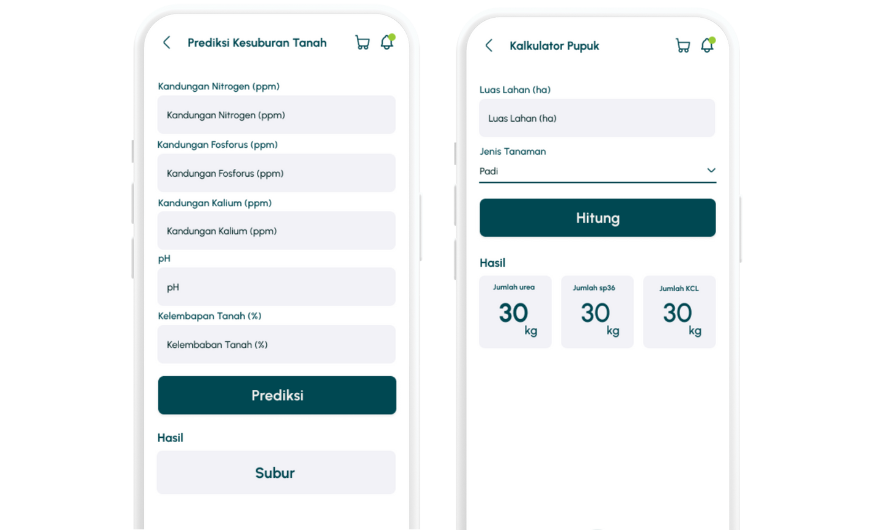 Prediksi Kesuburan Tanah
Kandungan Nitrogen (ppm)
Kandungan Nitrogen (ppm)
Kandungan Fosforus (ppm)
Kandungan Fosforus (ppm)
Kandungan Kalium (ppm)
Kandungan Kalium (ppm)
pH
pH
Kelembapan Tanah (%)
Kelembaban Tanah (%)
Prediksi
Hasil
Subur
Kalkulator Pupuk
Luas Lahan (ha)
Luas Lahan (ha)
Jenis Tanaman
Padi
Hitung
Hasil
Jumlah urea
30
kg
Jumlah sp36
30
kg
Jumlah KCL
30
kg